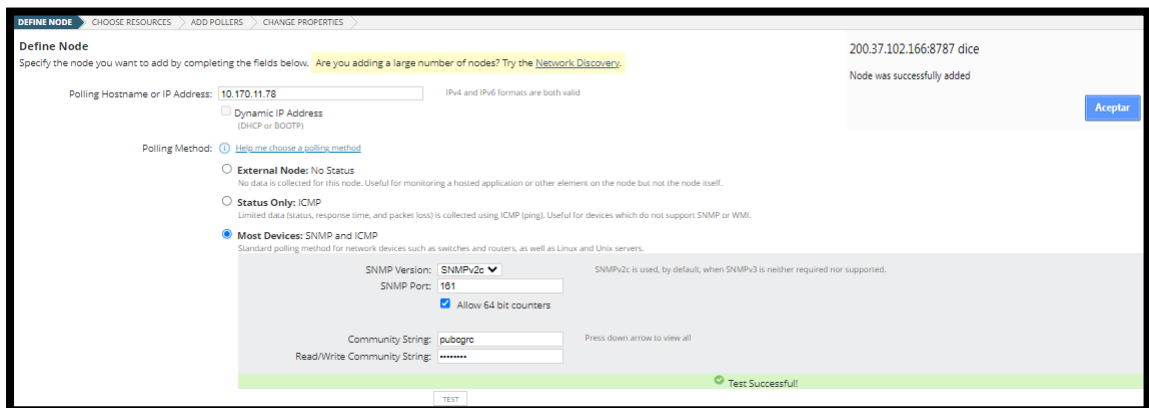 DEFINE NODE CHOOSE RESOURCES ADD POLLERS CHANGE PROPERTIES
Define Node
Specify the node you want to add by completing the fields below. Are you adding a large number of nodes? Try the Network Discovery.
200.37.102.166:8787 dice
Node was successfully added
Aceptar
Polling Hostname or IP Address: 10.170.11.78 IPv4 and IPv6 formats are both valid
Dynamic IP Address
(DHCP or BOOTP)
Polling Method: Help me choose a polling method
External Node: No Status
No data is collected for this node. Useful for monitoring a hosted application or other element on the node but not the node itself.
Status Only: ICMP
Limited data (status, response time, and packet loss) is collected using ICMP (ping). Useful for devices which do not support SNMP or WMI.
Most Devices: SNMP and ICMP
Standard polling method for network devices such as switches and routers, as well as Linux and Unix servers.
SNMP Version: SNMPv2c SNMPv2c is used, by default, when SNMPv3 is neither required nor supported.
SNMP Port: 161
Allow 64 bit counters
Community String: pubogrc Press down arrow to view all
Read/Write Community String: ••••••••
Test Successful!
TEST